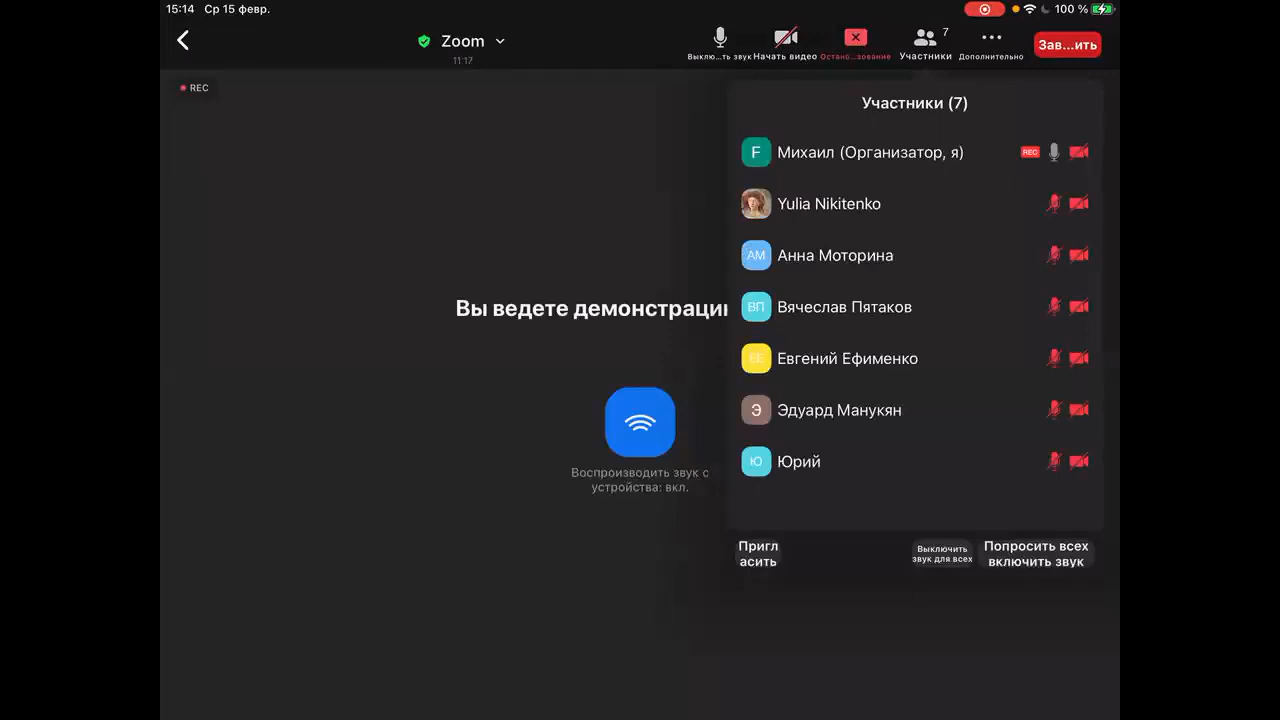 15:14 Ср 15 февр.
100 %
Zoom
11:17
7
Выклю...ть звук
Начать видео
Остано...зование
Участники
Дополнительно
Зав...ить
REC
Участники (7)
F Михаил (Организатор, я) REC
Yulia Nikitenko
АМ Анна Моторина
ВП Вячеслав Пятаков
ЕЕ Евгений Ефименко
Э Эдуард Манукян
Ю Юрий
Вы ведете демонстраци
Воспроизводить звук с
устройства: вкл.
Пригл
асить
Выключить
звук для всех
Попросить всех
включить звук